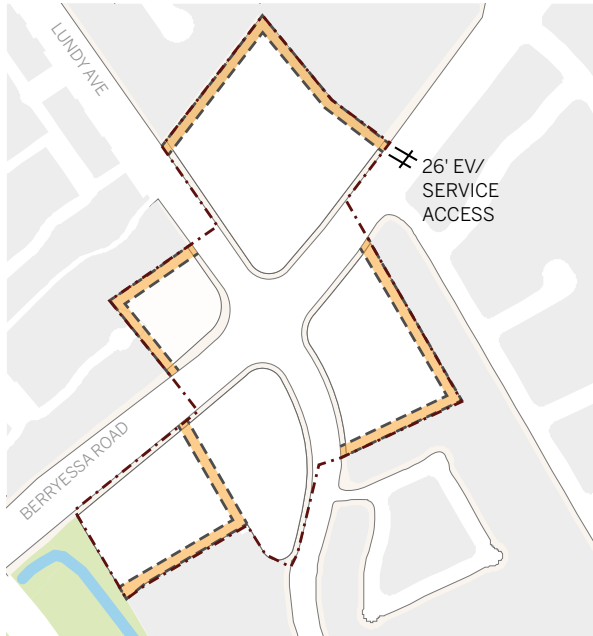 LUNDY AVE
26' EV/
SERVICE
ACCESS
BERRYESSA ROAD